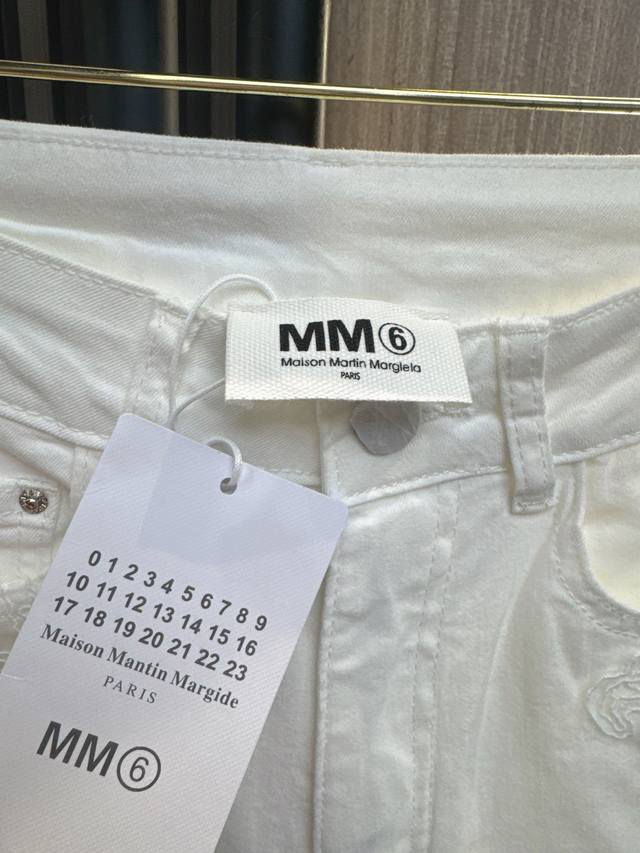 MM⑥
Maison Martin Margiela
PARIS
0 1 2 3 4 5 6 7 8 9
10 11 12 13 14 15 16
17 18 19 20 21 22 23
Maison Mantin Margide
PARIS
MM⑥